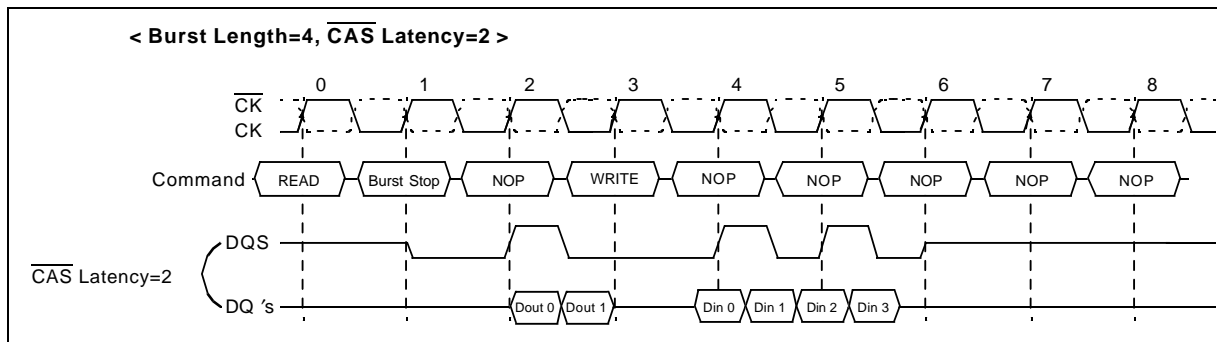 < Burst Length=4, CAS Latency=2 >
0 1 2 3 4 5 6 7 8
CK
CK
Command READ Burst Stop NOP WRITE NOP NOP NOP NOP NOP
DQS
CAS Latency=2
DQ 's Dout 0 Dout 1 Din 0 Din 1 Din 2 Din 3